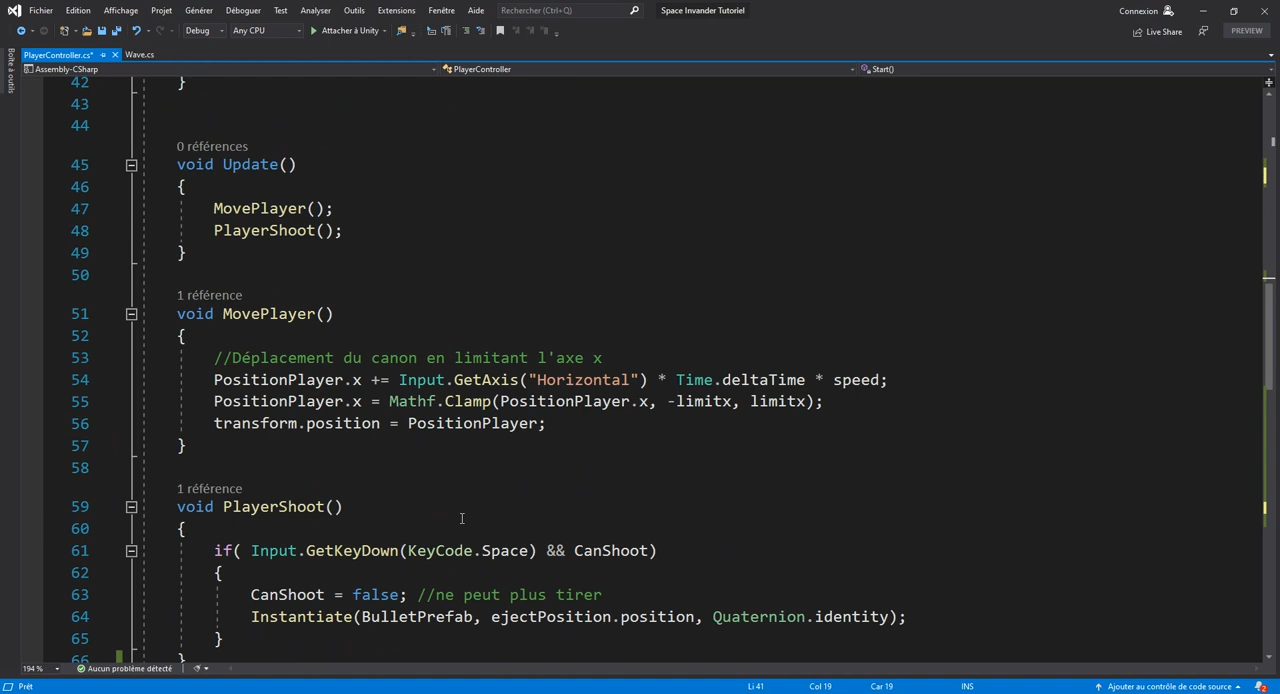 Fichier Edition Affichage Projet Générer Déboguer Test Analyser Outils Extensions Fenêtre Aide Rechercher (Ctrl+Q) Space Invander Tutoriel Connexion
Debug Any CPU Attacher à Unity Live Share PREVIEW
Boîte à outils
PlayerController.cs* Wave.cs
Assembly-CSharp PlayerController Start()
42 }
43
44
0 références
45 void Update()
46 {
47 MovePlayer();
48 PlayerShoot();
49 }
50
1 référence
51 void MovePlayer()
52 {
53 //Déplacement du canon en limitant l'axe x
54 PositionPlayer.x += Input.GetAxis("Horizontal") * Time.deltaTime * speed;
55 PositionPlayer.x = Mathf.Clamp(PositionPlayer.x, -limitx, limitx);
56 transform.position = PositionPlayer;
57 }
58
1 référence
59 void PlayerShoot()
60 {
61 if( Input.GetKeyDown(KeyCode.Space) && CanShoot)
62 {
63 CanShoot = false; //ne peut plus tirer
64 Instantiate(BulletPrefab, ejectPosition.position, Quaternion.identity);
65 }
66 }
194 % Aucun problème détecté
Prêt Li 41 Col 19 Car 19 INS Ajouter au contrôle de code source 2